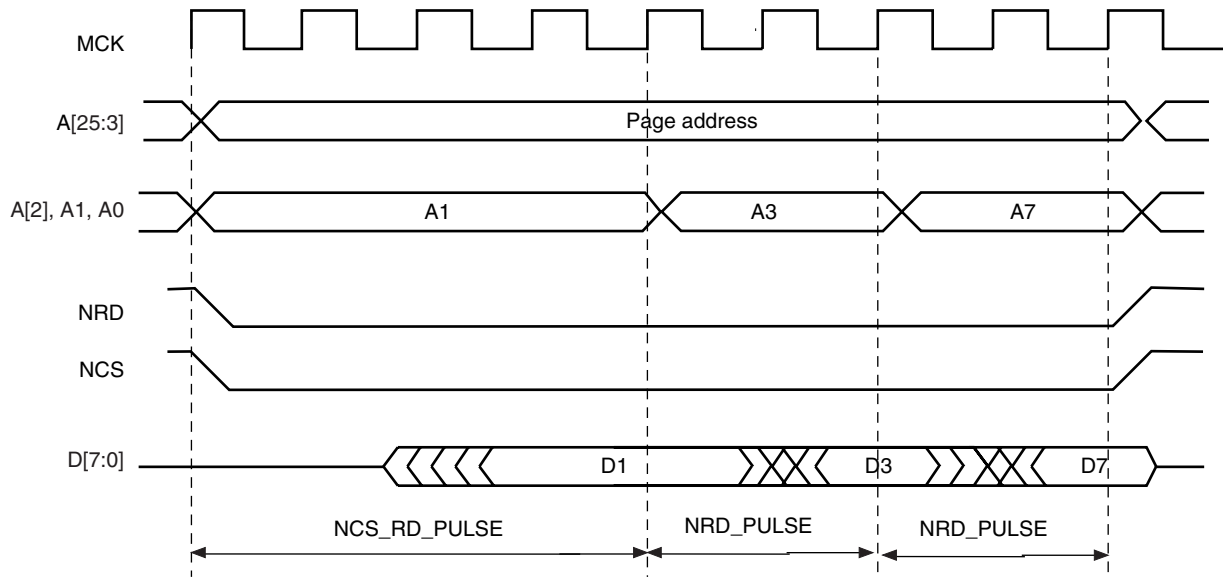 MCK
A[25:3]
Page address
A[2], A1, A0
A1
A3
A7
NRD
NCS
D[7:0]
D1
D3
D7
NCS_RD_PULSE
NRD_PULSE
NRD_PULSE